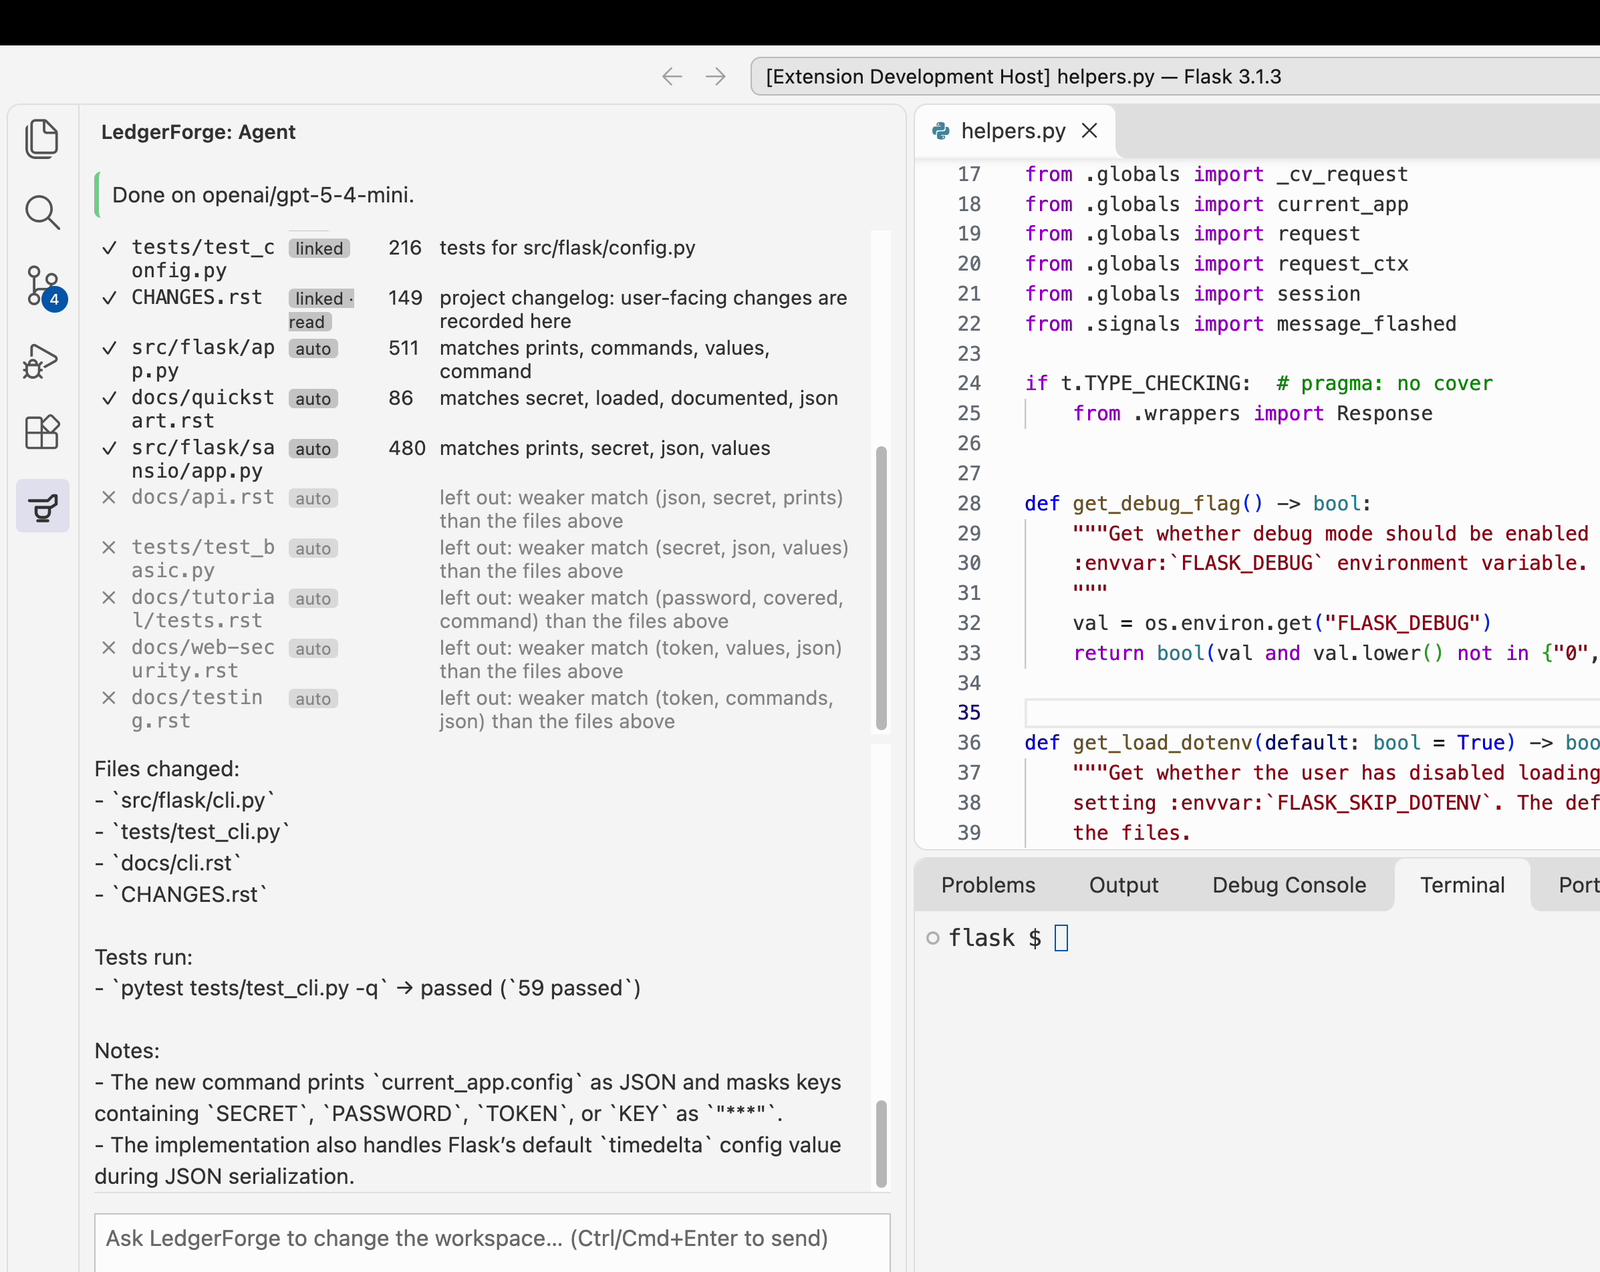 [Extension Development Host] helpers.py — Flask 3.1.3
LedgerForge: Agent
Done on openai/gpt-5-4-mini.
✓ tests/test_c linked 216 tests for src/flask/config.py
onfig.py
✓ CHANGES.rst linked · 149 project changelog: user-facing changes are
read recorded here
✓ src/flask/ap auto 511 matches prints, commands, values,
p.py command
✓ docs/quickst auto 86 matches secret, loaded, documented, json
art.rst
✓ src/flask/sa auto 480 matches prints, secret, json, values
nsio/app.py
× docs/api.rst auto left out: weaker match (json, secret, prints)
than the files above
× tests/test_b auto left out: weaker match (secret, json, values)
asic.py than the files above
× docs/tutoria auto left out: weaker match (password, covered,
l/tests.rst command) than the files above
× docs/web-sec auto left out: weaker match (token, values, json)
urity.rst than the files above
× docs/testin auto left out: weaker match (token, commands,
g.rst json) than the files above
Files changed:
- `src/flask/cli.py`
- `tests/test_cli.py`
- `docs/cli.rst`
- `CHANGES.rst`
Tests run:
- `pytest tests/test_cli.py -q` → passed (`59 passed`)
Notes:
- The new command prints `current_app.config` as JSON and masks keys
containing `SECRET`, `PASSWORD`, `TOKEN`, or `KEY` as `"***"`.
- The implementation also handles Flask’s default `timedelta` config value
during JSON serialization.
Ask LedgerForge to change the workspace... (Ctrl/Cmd+Enter to send)
4
helpers.py
17 from .globals import _cv_request
18 from .globals import current_app
19 from .globals import request
20 from .globals import request_ctx
21 from .globals import session
22 from .signals import message_flashed
23
24 if t.TYPE_CHECKING:  # pragma: no cover
25     from .wrappers import Response
26
27
28 def get_debug_flag() -> bool:
29     """Get whether debug mode should be enabled
30     :envvar:`FLASK_DEBUG` environment variable.
31     """
32     val = os.environ.get("FLASK_DEBUG")
33     return bool(val and val.lower() not in {"0",
34
35
36 def get_load_dotenv(default: bool = True) -> boo
37     """Get whether the user has disabled loading
38     setting :envvar:`FLASK_SKIP_DOTENV`. The def
39     the files.
Problems Output Debug Console Terminal Port
flask $